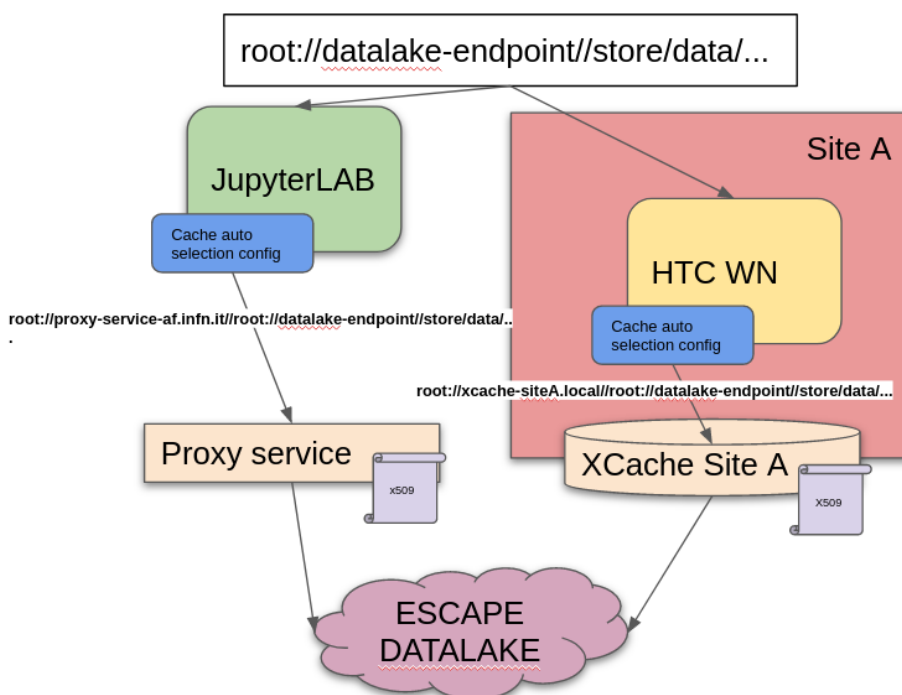 root://datalake-endpoint//store/data/...
Site A
JupyterLAB
Cache auto
selection config
HTC WN
root://proxy-service-af.infn.it//root://datalake-endpoint//store/data/..
.
Cache auto
selection config
root://xcache-siteA.local//root://datalake-endpoint//store/data/...
Proxy service
x509
XCache Site A
X509
ESCAPE
DATALAKE